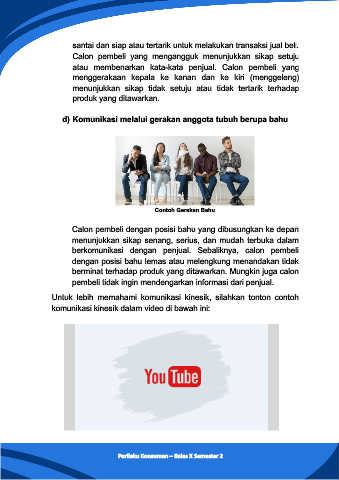 santai dan siap atau tertarik untuk melakukan transaksi jual beli.
Calon pembeli yang mengangguk menunjukkan sikap setuju
atau membenarkan kata-kata penjual. Calon pembeli yang
menggerakaan kepala ke kanan dan ke kiri (menggeleng)
menunjukkan sikap tidak setuju atau tidak tertarik terhadap
produk yang ditawarkan.
d) Komunikasi melalui gerakan anggota tubuh berupa bahu
Contoh Gerakan Bahu
Calon pembeli dengan posisi bahu yang dibusungkan ke depan
menunjukkan sikap senang, serius, dan mudah terbuka dalam
berkomunikasi dengan penjual. Sebaliknya, calon pembeli
dengan posisi bahu lemas atau melengkung menandakan tidak
berminat terhadap produk yang ditawarkan. Mungkin juga calon
pembeli tidak ingin mendengarkan informasi dari penjual.
Untuk lebih memahami komunikasi kinesik, silahkan tonton contoh
komunikasi kinesik dalam video di bawah ini:
YouTube
Perilaku Konsumen – Kelas X Semester 2